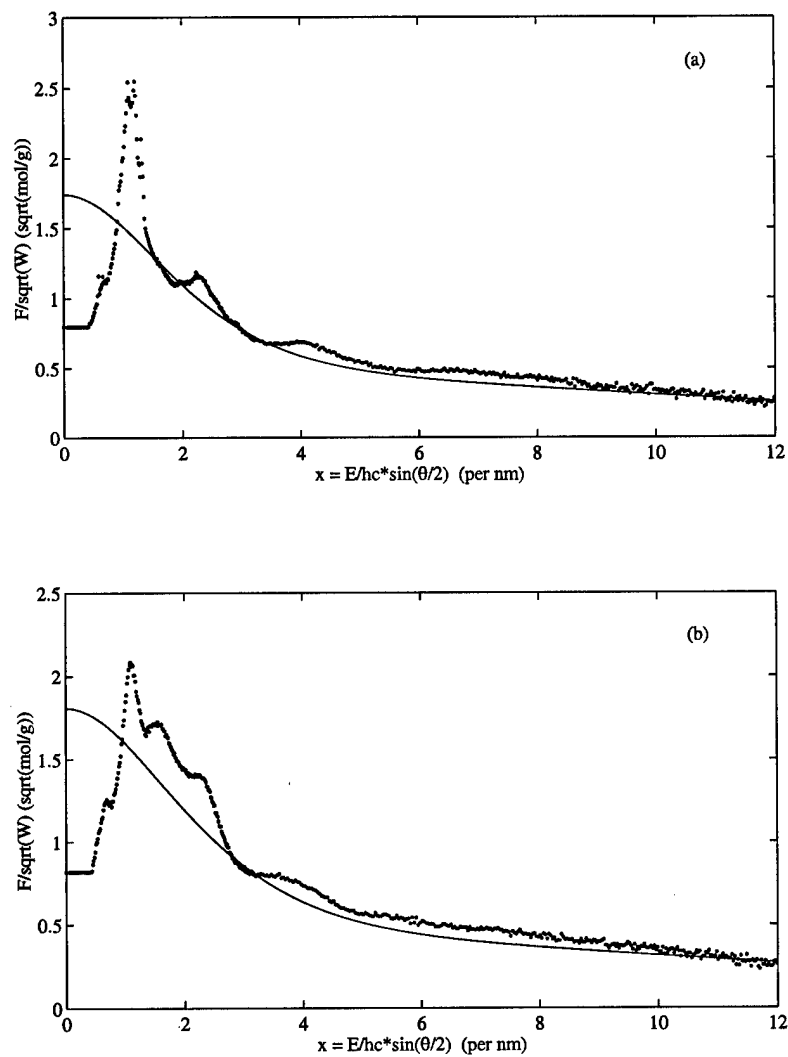 3
(a)
2.5
2
1.5
1
0.5
0
F/sqrt(W) (sqrt(mol/g))
0 2 4 6 8 10 12
x = E/hc*sin(θ/2) (per nm)
2.5
(b)
2
1.5
1
0.5
0
F/sqrt(W) (sqrt(mol/g))
0 2 4 6 8 10 12
x = E/hc*sin(θ/2) (per nm)